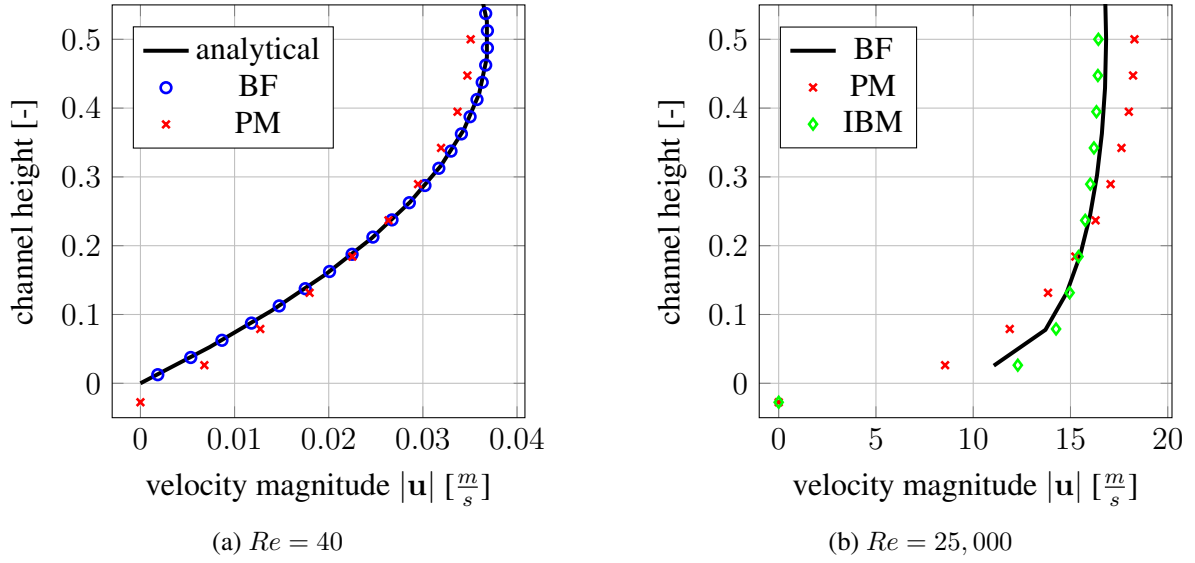 0.5
0.4
0.3
0.2
0.1
0
channel height [-]
analytical
BF
PM
0 0.01 0.02 0.03 0.04
velocity magnitude |u| [m/s]
(a) Re = 40
0.5
0.4
0.3
0.2
0.1
0
channel height [-]
BF
PM
IBM
0 5 10 15 20
velocity magnitude |u| [m/s]
(b) Re = 25,000